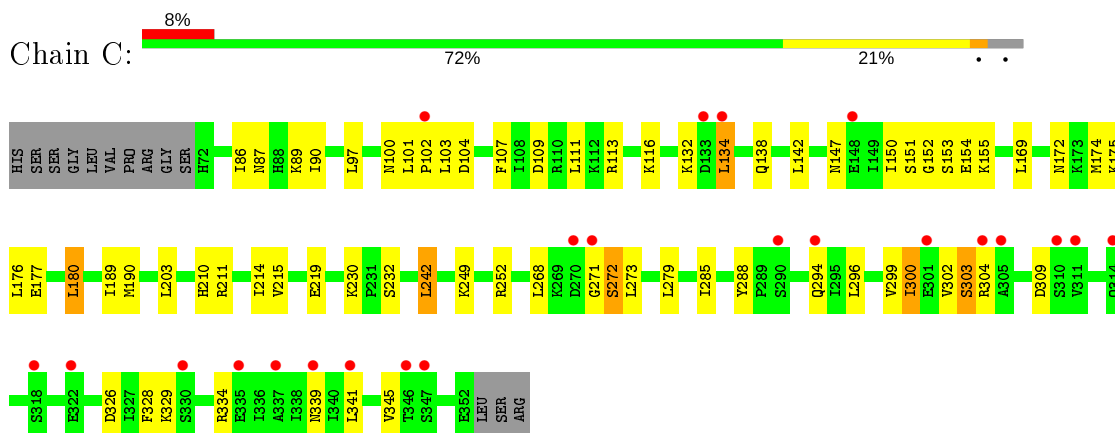 8%
Chain C:
72% 21% • •
HIS SER SER GLY LEU VAL PRO ARG GLY SER H72 I86 N87 H88 K89 I90 L97 N100 L101 P102 L103 D104 F107 I108 D109 R110 L111 K112 R113 K116 K132 D133 L134 Q138 L142 N147 E148 I149 I150 S151 G152 S153 E154 K155 L169 N172 K173 M174 K175
L176 E177 L180 I189 M190 L203 H210 R211 I214 V215 E219 K230 P231 S232 L242 K249 R252 L268 K269 D270 G271 S272 L273 L279 I285 Y288 P289 S290 Q294 I295 L296 V299 I300 E301 V302 S303 R304 A305 D309 S310 V311 Q314
S318 E322 D326 I327 F328 K329 S330 R334 E335 I336 A337 I338 N339 I340 L341 V345 T346 S347 E352 LEU SER ARG